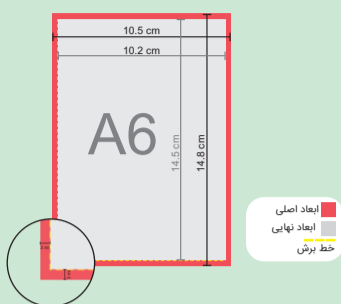 10.5 cm
10.2 cm
A6
14.5 cm
14.8 cm
ابعاد اصلی
ابعاد نهایی
خط برش